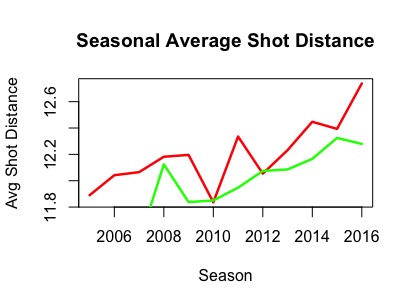 Seasonal Average Shot Distance
Avg Shot Distance
12.6
12.2
11.8
2006 2008 2010 2012 2014 2016
Season